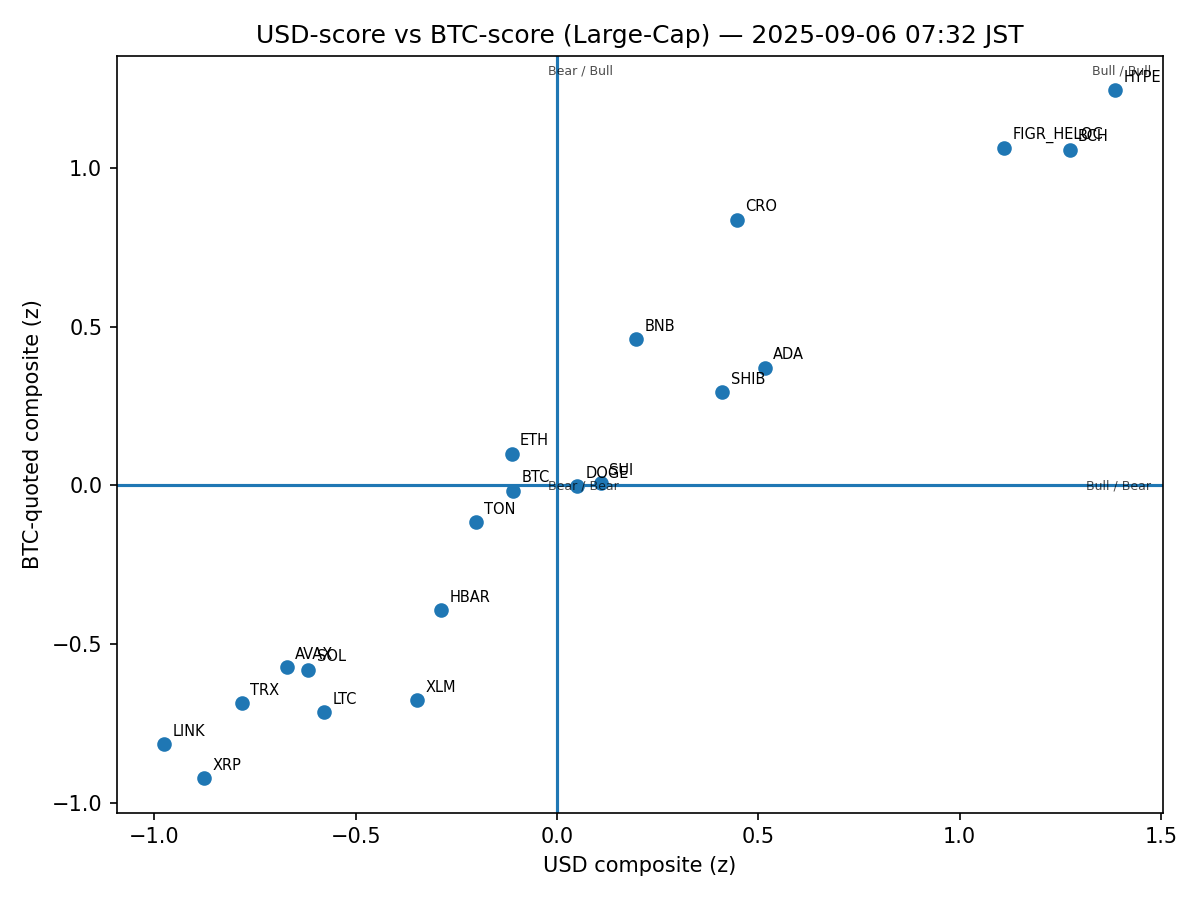 USD-score vs BTC-score (Large-Cap) — 2025-09-06 07:32 JST
Bear / Bull
Bull / Bull
HYPE
FIGR_HELOC
BCH
1.0
CRO
0.5
BNB
ADA
SHIB
ETH
DOGE
SUI
BTC
0.0
Bear / Bear
Bull / Bear
TON
HBAR
−0.5
AVAX
SOL
TRX
XLM
LTC
LINK
XRP
−1.0
−1.0
−0.5
0.0
0.5
1.0
1.5
USD composite (z)
BTC-quoted composite (z)